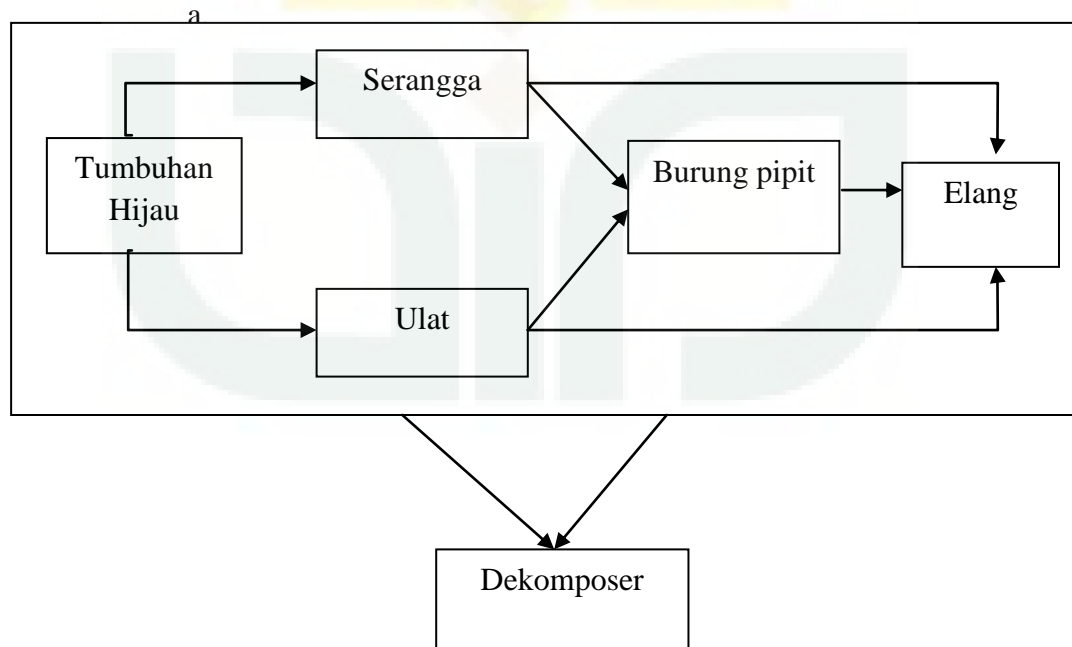 a
Serangga
Tumbuhan
Hijau
Burung pipit
Elang
Ulat
Dekomposer